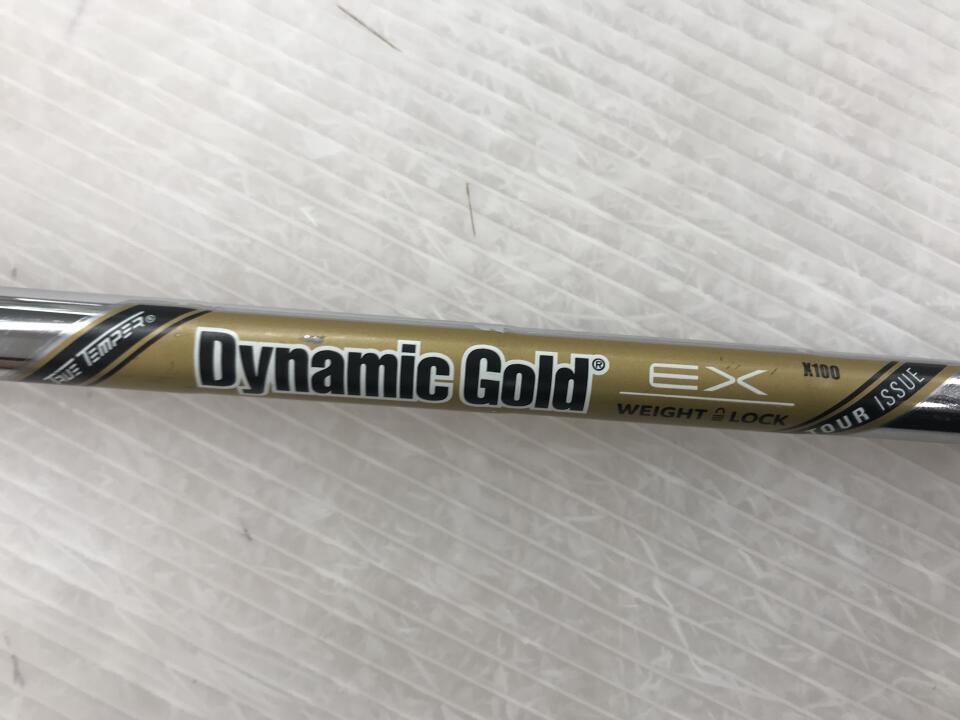 TRUE TEMPER®
Dynamic Gold®
EX
WEIGHT LOCK
X100
TOUR ISSUE